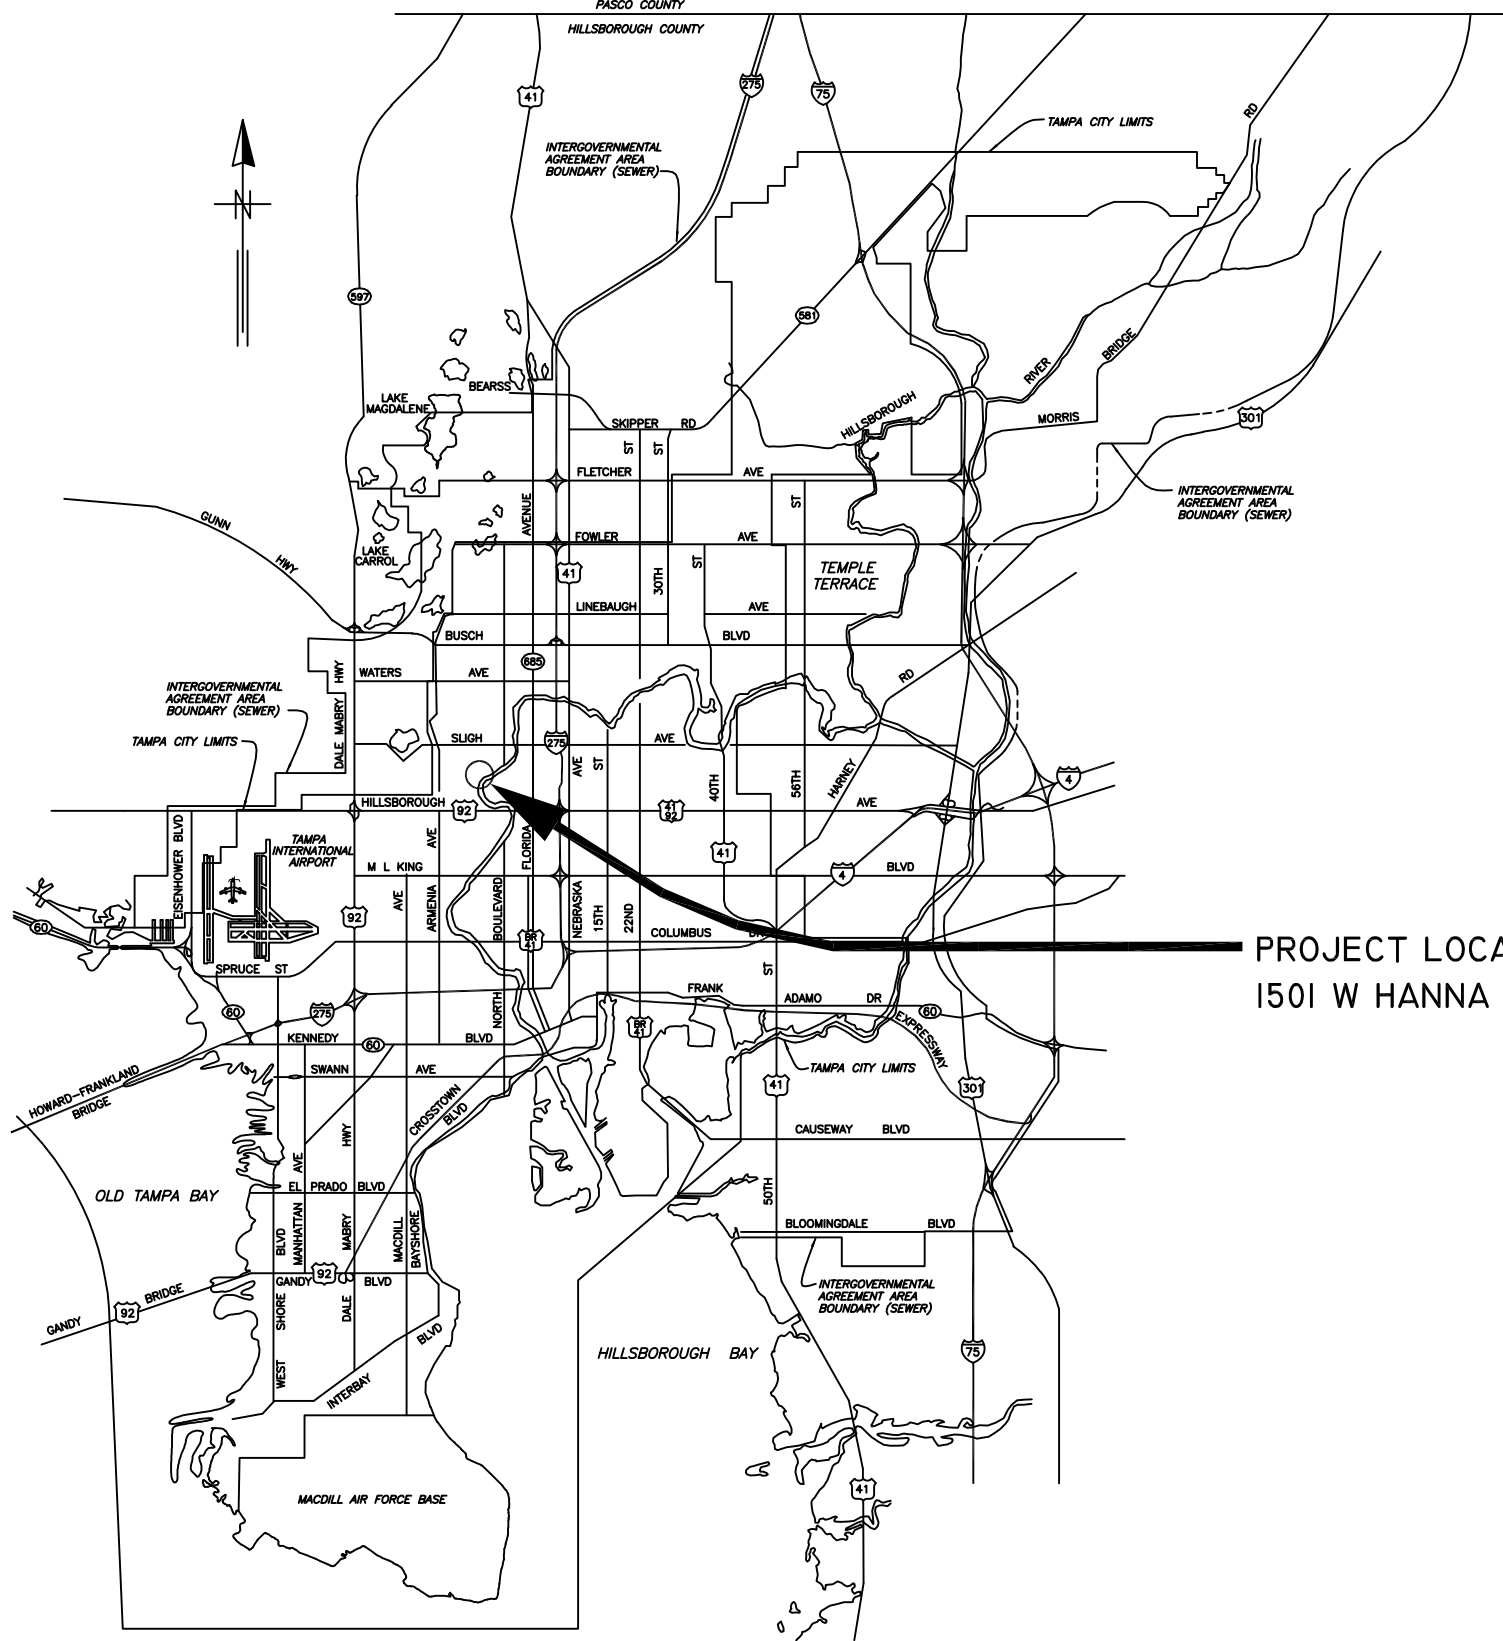 PASCO COUNTY
HILLSBOROUGH COUNTY
41
275
75
TAMPA CITY LIMITS
RD
INTERGOVERNMENTAL
AGREEMENT AREA
BOUNDARY (SEWER)
N
597
581
BRIDGE
RIVER
BEARSS
LAKE
MAGDALENE
HILLSBOROUGH
MORRIS
301
SKIPPER RD
ST
ST
FLETCHER AVE
INTERGOVERNMENTAL
AGREEMENT AREA
BOUNDARY (SEWER)
ST
AVENUE
GUNN
HWY
LAKE
CARROL
FOWLER AVE
ST
41
30TH
TEMPLE
TERRACE
LINEBAUGH AVE
BUSCH BLVD
685
WATERS AVE
HWY
RD
INTERGOVERNMENTAL
AGREEMENT AREA
BOUNDARY (SEWER)
TAMPA CITY LIMITS
DALE MABRY
SLIGH AVE
275
AVE
ST
40TH
56TH
HARNEY
4
HILLSBOROUGH AVE
92
41
92
EISENHOWER BLVD
TAMPA
INTERNATIONAL
AIRPORT
AVE
FLORIDA
41
M L KING BLVD
4
AVE
ARMENIA
BOULEVARD
NEBRASKA
15TH
22ND
92
60
BR
41
COLUMBUS DR
PROJECT LOCA
1501 W HANNA
SPRUCE ST
ST
FRANK
ADAMO DR
60
60
275
NORTH
BR
41
EXPRESSWAY
KENNEDY BLVD
60
SWANN AVE
TAMPA CITY LIMITS
HOWARD-FRANKLAND
BRIDGE
41
301
CROSSTOWN
BLVD
HWY
CAUSEWAY BLVD
AVE
EL PRADO BLVD
OLD TAMPA BAY
50TH
BLVD
MANHATTAN
MABRY
MACDILL
BAYSHORE
BLOOMINGDALE BLVD
92
GANDY BLVD
INTERGOVERNMENTAL
AGREEMENT AREA
BOUNDARY (SEWER)
BRIDGE
92
GANDY
SHORE
DALE
BLVD
HILLSBOROUGH BAY
75
WEST
INTERBAY
MACDILL AIR FORCE BASE
41